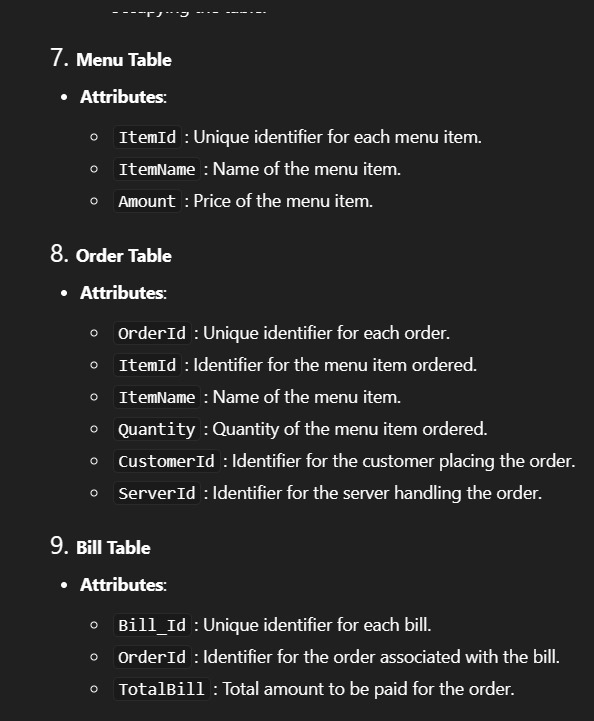 7. Menu Table
• Attributes:
ItemId : Unique identifier for each menu item.
ItemName : Name of the menu item.
Amount : Price of the menu item.
8. Order Table
• Attributes:
OrderId : Unique identifier for each order.
ItemId : Identifier for the menu item ordered.
ItemName : Name of the menu item.
Quantity : Quantity of the menu item ordered.
CustomerId : Identifier for the customer placing the order.
ServerId : Identifier for the server handling the order.
9. Bill Table
• Attributes:
Bill_Id : Unique identifier for each bill.
OrderId : Identifier for the order associated with the bill.
TotalBill : Total amount to be paid for the order.